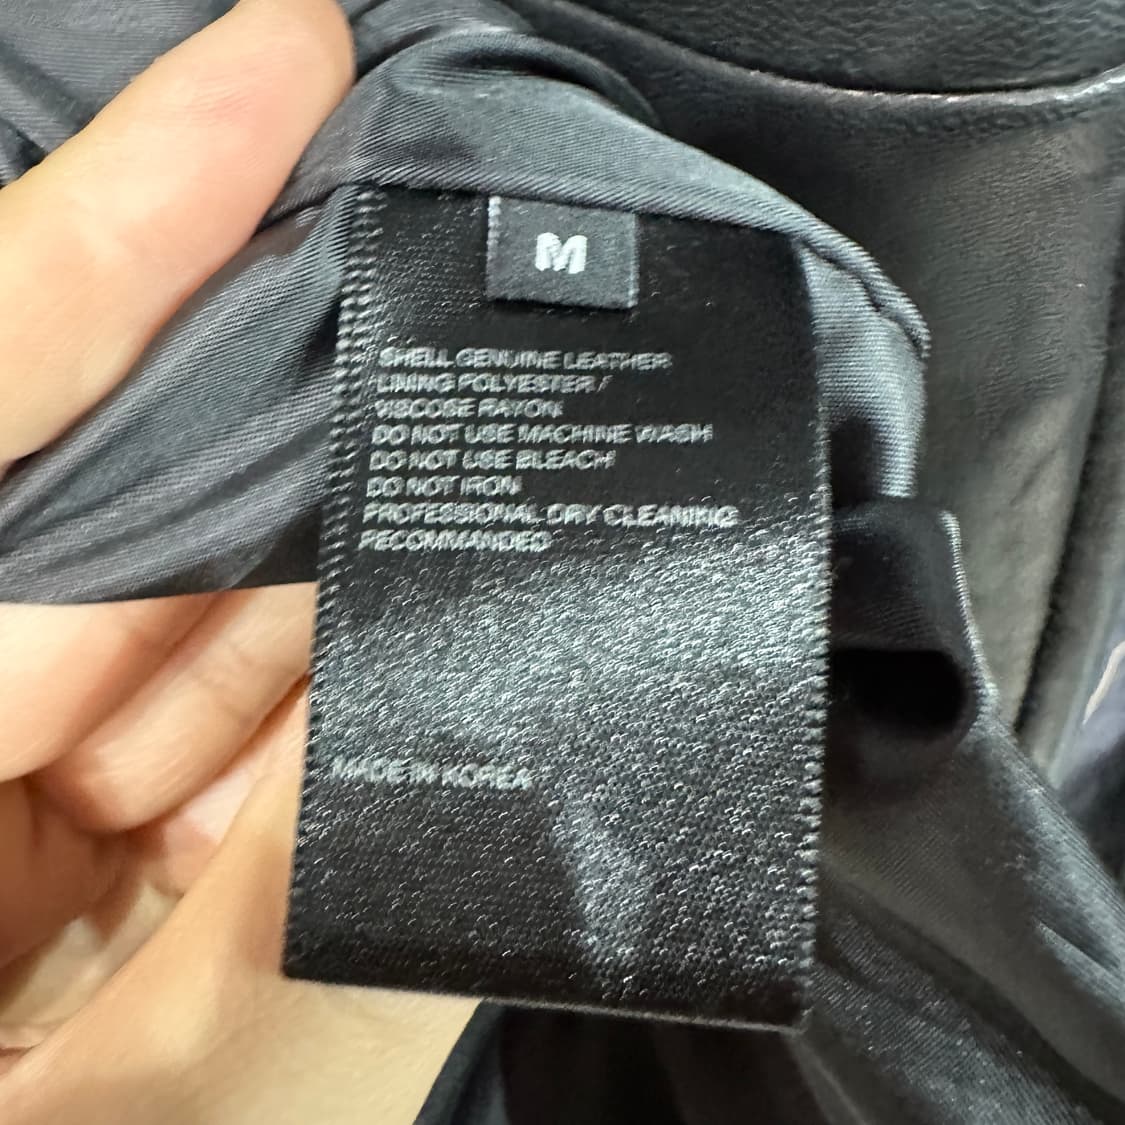 M
SHELL GENUINE LEATHER
LINING POLYESTER /
VISCOSE RAYON
DO NOT USE MACHINE WASH
DO NOT USE BLEACH
DO NOT IRON
PROFESSIONAL DRY CLEANING
RECOMMANDED
MADE IN KOREA